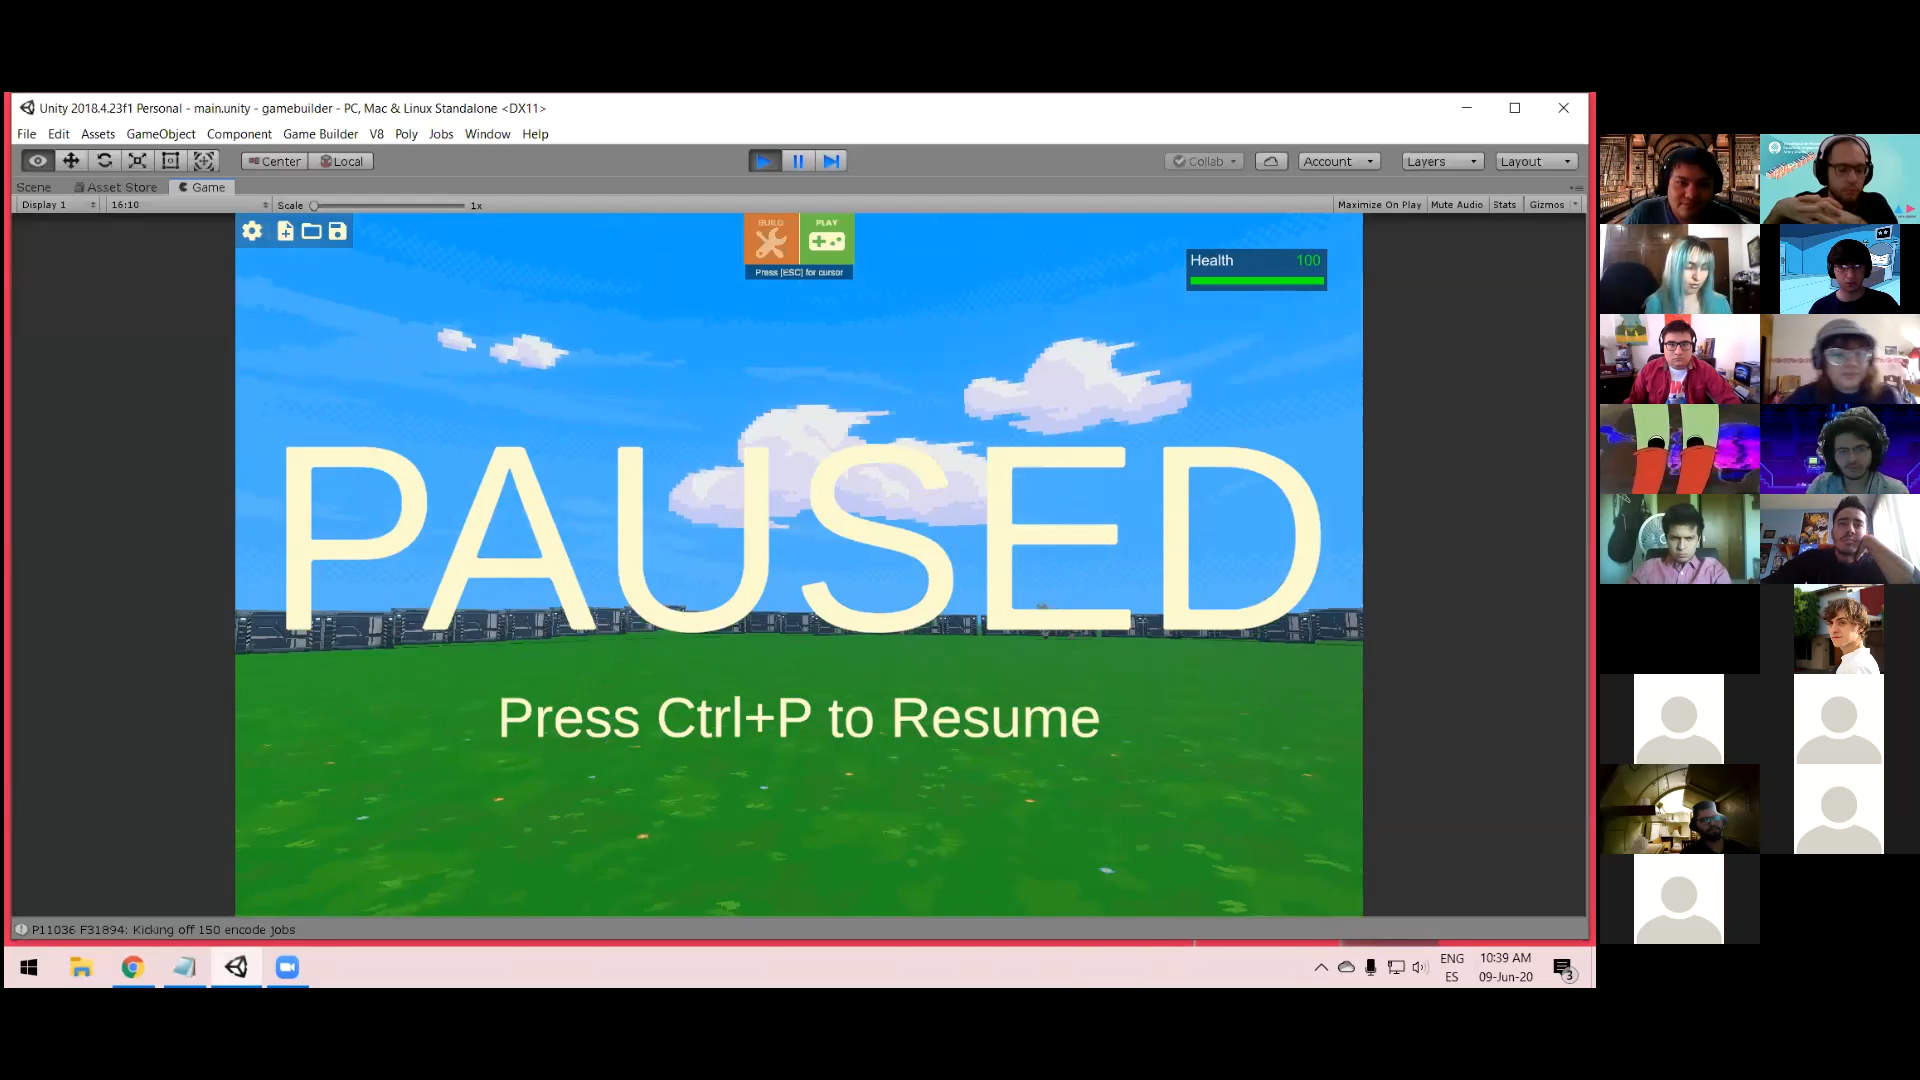 Unity 2018.4.23f1 Personal - main.unity - gamebuilder - PC, Mac & Linux Standalone <DX11>
File Edit Assets GameObject Component Game Builder V8 Poly Jobs Window Help
Center Local Collab Account Layers Layout
Scene Asset Store Game
Display 1 16:10 Scale 1x Maximize On Play Mute Audio Stats Gizmos
BUILD PLAY
Press [ESC] for cursor
Health 100
PAUSED
Press Ctrl+P to Resume
P11036 F31894: Kicking off 150 encode jobs
ENG 10:39 AM
ES 09-Jun-20
3